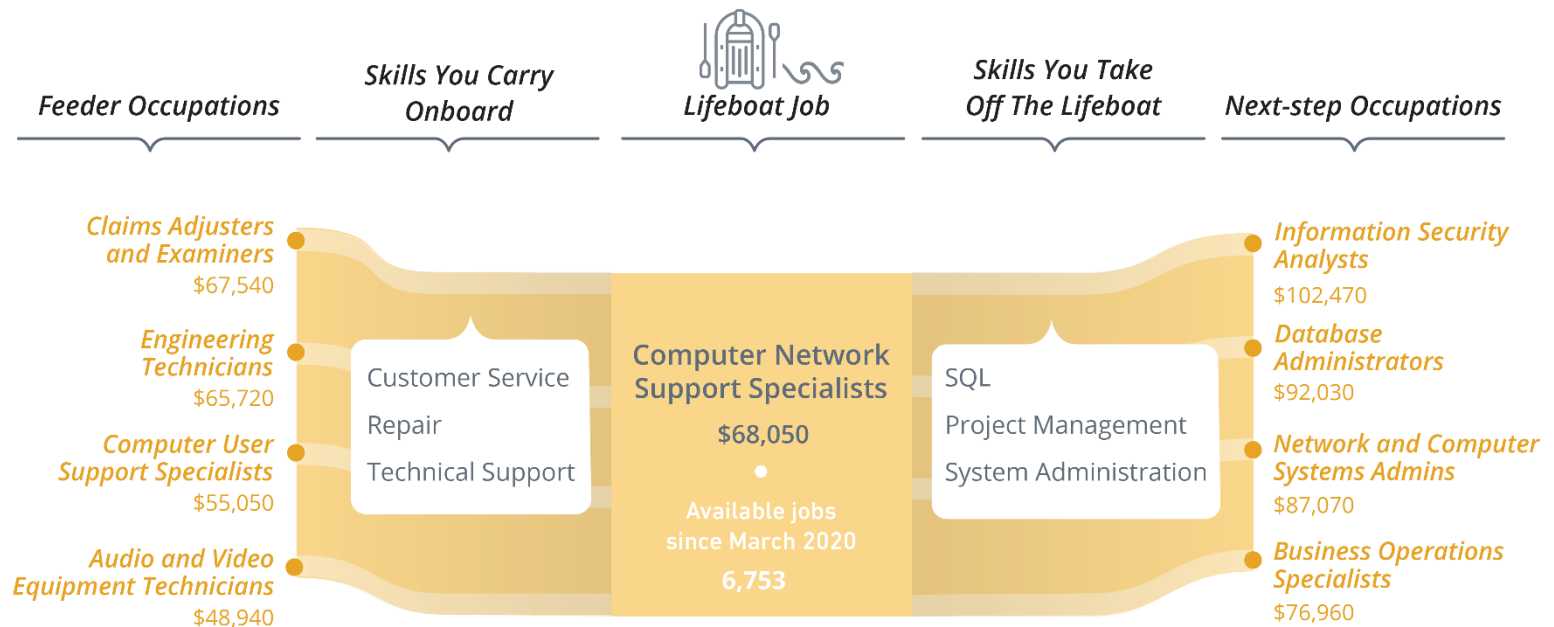 Feeder Occupations
Skills You Carry
Onboard
Lifeboat Job
Skills You Take
Off The Lifeboat
Next-step Occupations
Claims Adjusters
and Examiners
$67,540
Engineering
Technicians
$65,720
Computer User
Support Specialists
$55,050
Audio and Video
Equipment Technicians
$48,940
Customer Service
Repair
Technical Support
Computer Network
Support Specialists
$68,050
Available jobs
since March 2020
6,753
SQL
Project Management
System Administration
Information Security
Analysts
$102,470
Database
Administrators
$92,030
Network and Computer
Systems Admins
$87,070
Business Operations
Specialists
$76,960